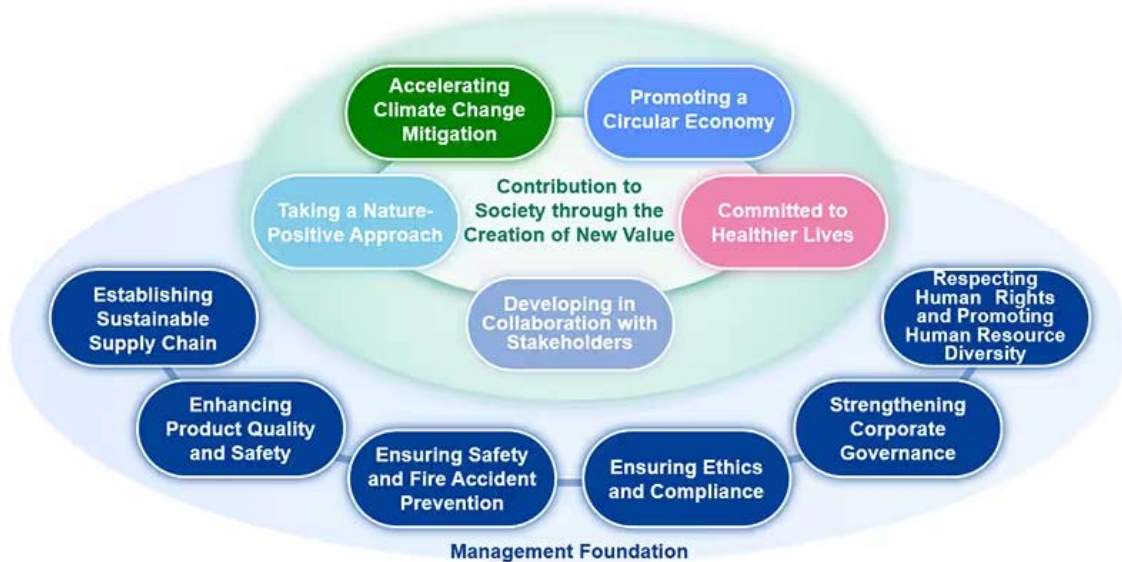 Accelerating
Climate Change
Mitigation
Promoting a
Circular Economy
Taking a Nature-
Positive Approach
Contribution to
Society through the
Creation of New Value
Committed to
Healthier Lives
Developing in
Collaboration with
Stakeholders
Establishing
Sustainable
Supply Chain
Respecting
Human Rights
and Promoting
Human Resource
Diversity
Enhancing
Product Quality
and Safety
Ensuring Safety
and Fire Accident
Prevention
Ensuring Ethics
and Compliance
Strengthening
Corporate
Governance
Management Foundation